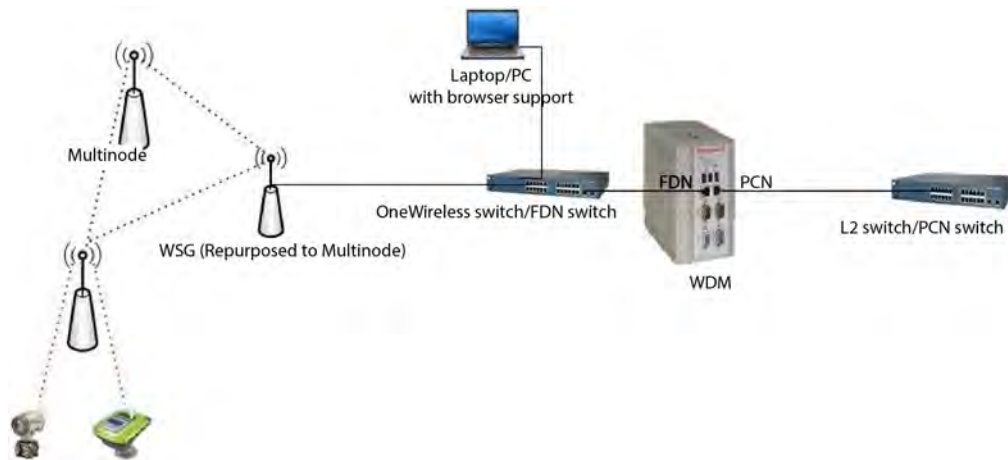 Laptop/PC
with browser support
Multinode
FDN
PCN
OneWireless switch/FDN switch
L2 switch/PCN switch
WSG (Repurposed to Multinode)
WDM